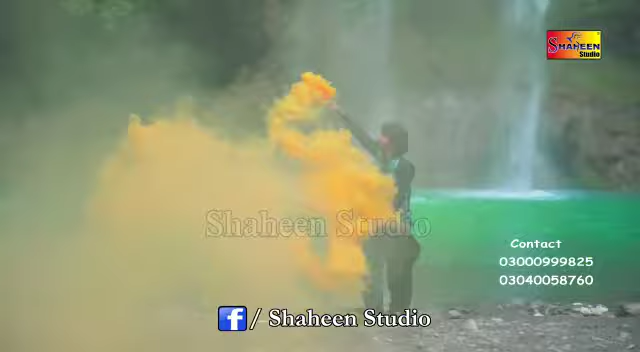 SHAHEEN
Studio
Shaheen Studio
Contact
03000999825
03040058760
f/ Shaheen Studio